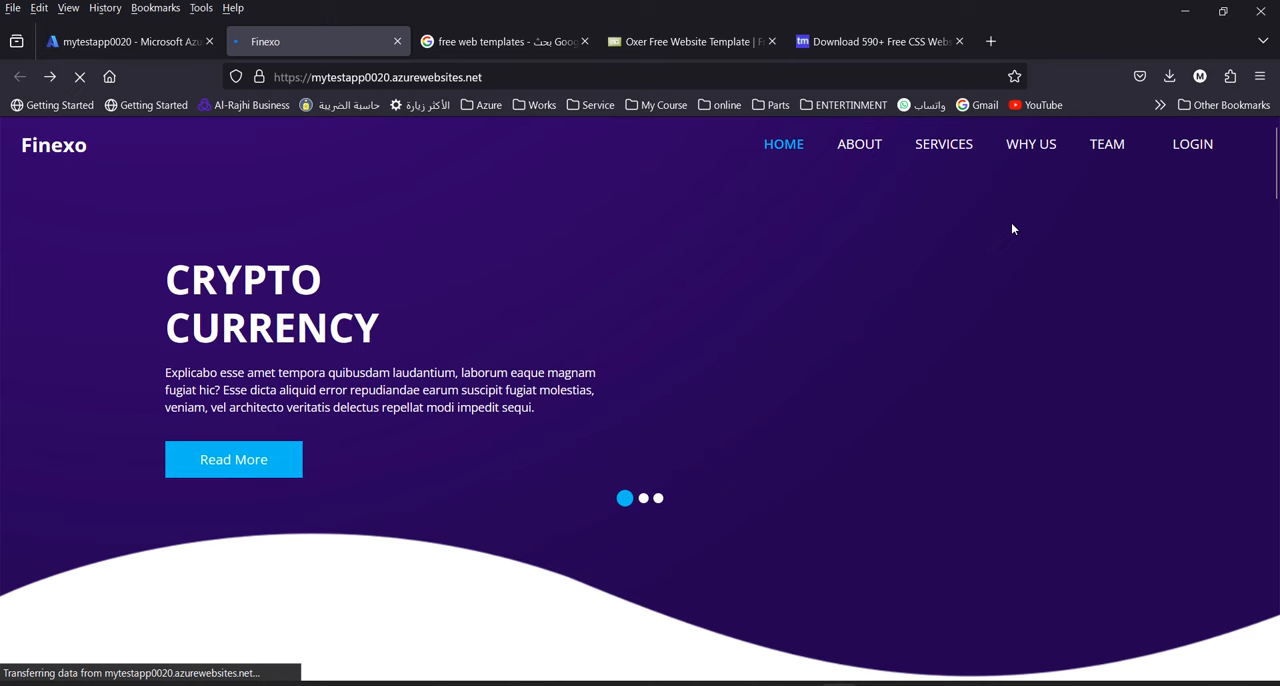 File Edit View History Bookmarks Tools Help
mytestapp0020 - Microsoft Azu
Finexo
free web templates - بحث Goog
Oxer Free Website Template | F
Download 590+ Free CSS Webs
https://mytestapp0020.azurewebsites.net
Getting Started Getting Started Al-Rajhi Business حاسبة الضريبة الأكثر زيارة Azure Works Service My Course online Parts ENTERTINMENT واتساب Gmail YouTube Other Bookmarks
Finexo HOME ABOUT SERVICES WHY US TEAM LOGIN
CRYPTO
CURRENCY
Explicabo esse amet tempora quibusdam laudantium, laborum eaque magnam
fugiat hic? Esse dicta aliquid error repudiandae earum suscipit fugiat molestias,
veniam, vel architecto veritatis delectus repellat modi impedit sequi.
Read More
Transferring data from mytestapp0020.azurewebsites.net...